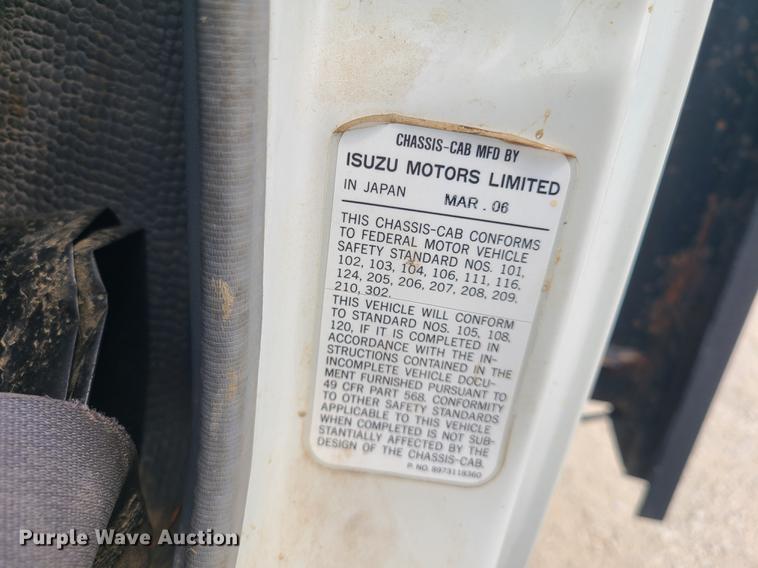 CHASSIS-CAB MFD BY
ISUZU MOTORS LIMITED
IN JAPAN MAR . 06
THIS CHASSIS-CAB CONFORMS
TO FEDERAL MOTOR VEHICLE
SAFETY STANDARD NOS. 101,
102, 103, 104, 106, 111, 116,
124, 205, 206, 207, 208, 209,
210, 302.
THIS VEHICLE WILL CONFORM
TO STANDARD NOS. 105, 108,
120, IF IT IS COMPLETED IN
ACCORDANCE WITH THE IN-
STRUCTIONS CONTAINED IN THE
INCOMPLETE VEHICLE DOCU-
MENT FURNISHED PURSUANT TO
49 CFR PART 568. CONFORMITY
TO OTHER SAFETY STANDARDS
APPLICABLE TO THIS VEHICLE
WHEN COMPLETED IS NOT SUB-
STANTIALLY AFFECTED BY THE
DESIGN OF THE CHASSIS-CAB.
P. NO. 8973118360
Purple Wave Auction